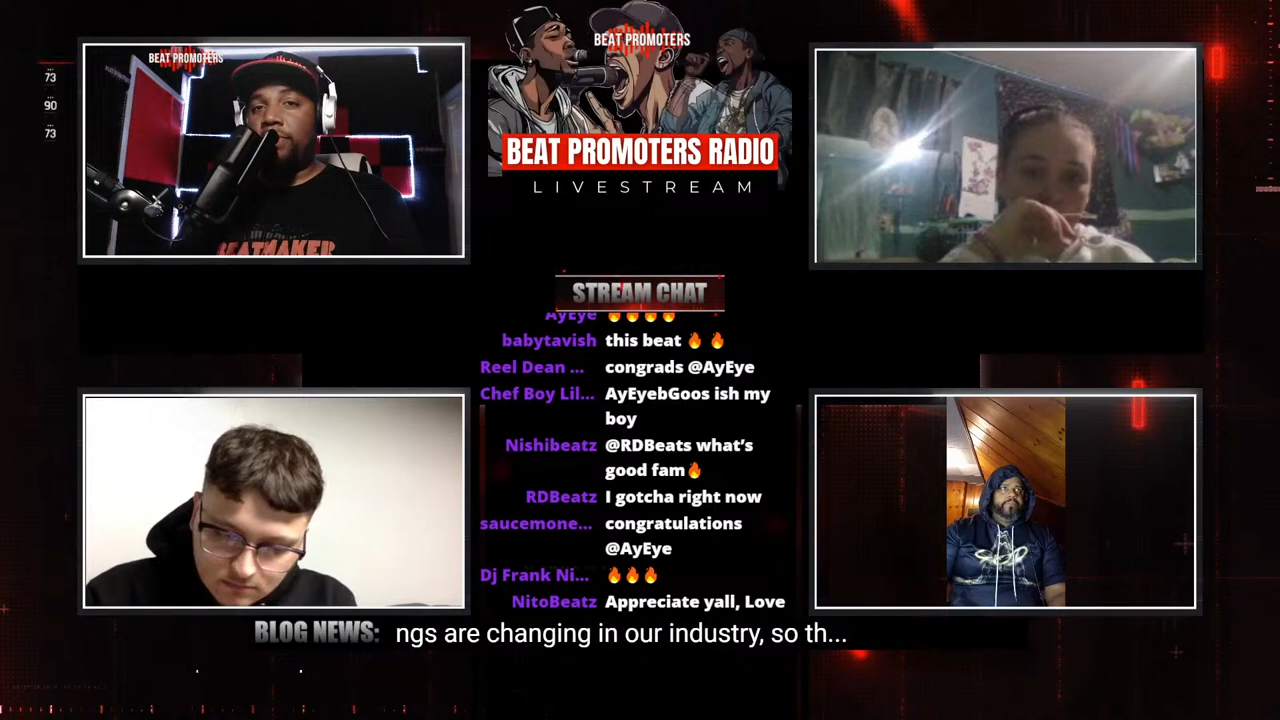 BEAT PROMOTERS
73
90
73
BEATMAKER
BEAT PROMOTERS
BEAT PROMOTERS RADIO
LIVESTREAM
STREAM CHAT
AyEye 🔥🔥🔥🔥
babytavish this beat 🔥 🔥
Reel Dean ... congrads @AyEye
Chef Boy Lil... AyEyebGoos ish my
boy
Nishibeatz @RDBeats what's
good fam🔥
RDBeatz I gotcha right now
saucemone... congratulations
@AyEye
Dj Frank Ni... 🔥🔥🔥
NitoBeatz Appreciate yall, Love
BLOG NEWS: ngs are changing in our industry, so th...